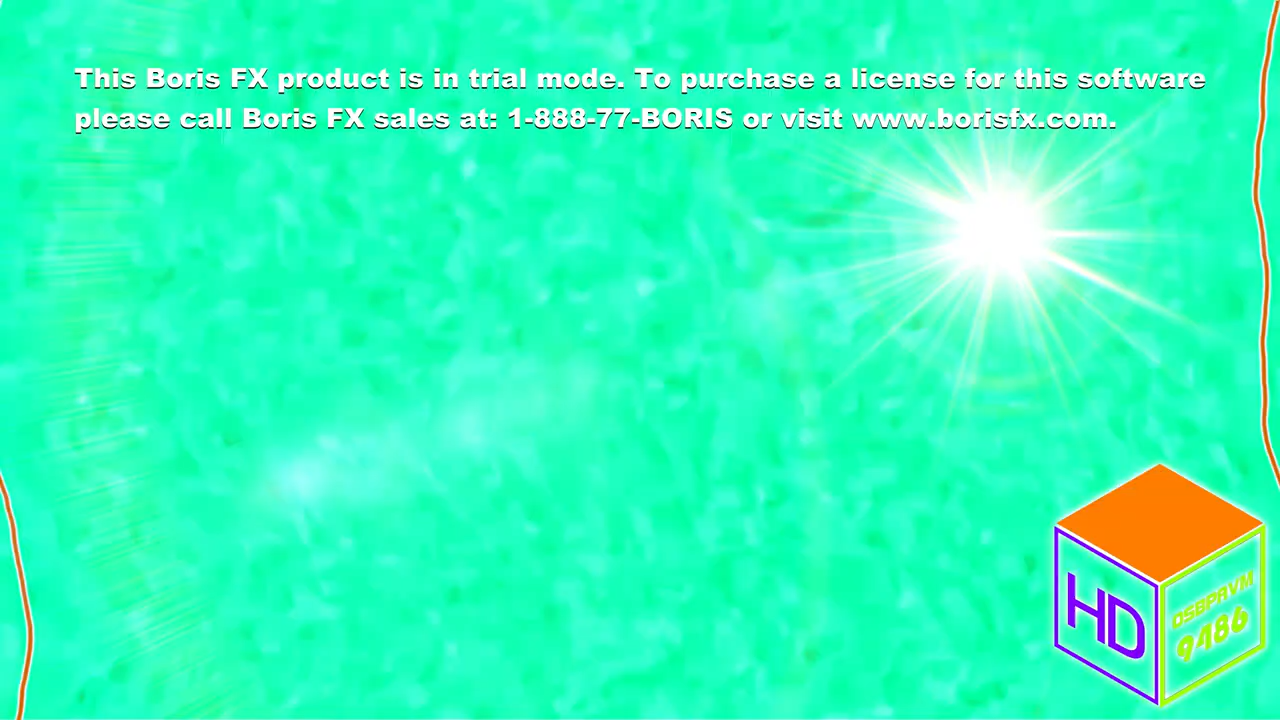 This Boris FX product is in trial mode. To purchase a license for this software
please call Boris FX sales at: 1-888-77-BORIS or visit www.borisfx.com.
HD
OSBPRVM
9486